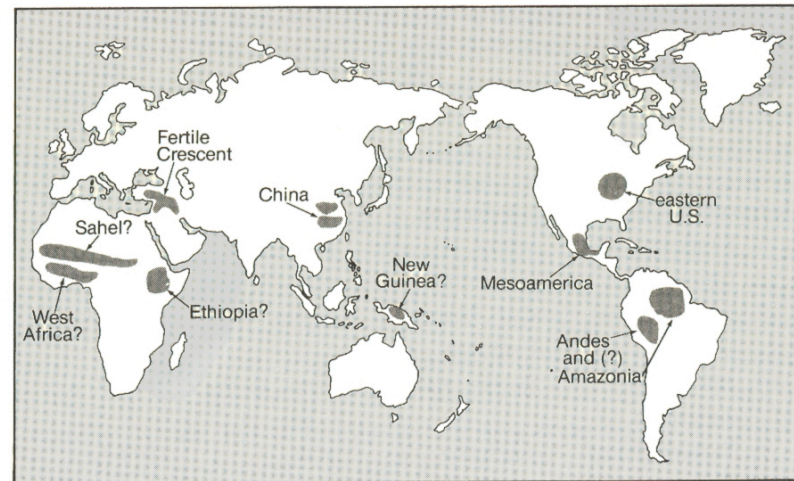 Fertile
Crescent
China
Sahel?
West
Africa?
Ethiopia?
New
Guinea?
eastern
U.S.
Mesoamerica
Andes
and (?)
Amazonia